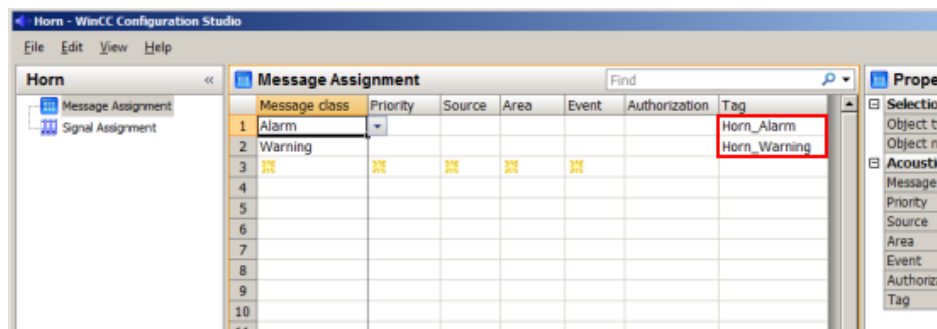 Horn - WinCC Configuration Studio
File Edit View Help
Horn «
Message Assignment
Signal Assignment
Message Assignment
Find
Message class Priority Source Area Event Authorization Tag
1 Alarm Horn_Alarm
2 Warning Horn_Warning
3
4
5
6
7
8
9
10
Prope
Selectio
Object t
Object n
Acousti
Message
Priority
Source
Area
Event
Authoriz
Tag